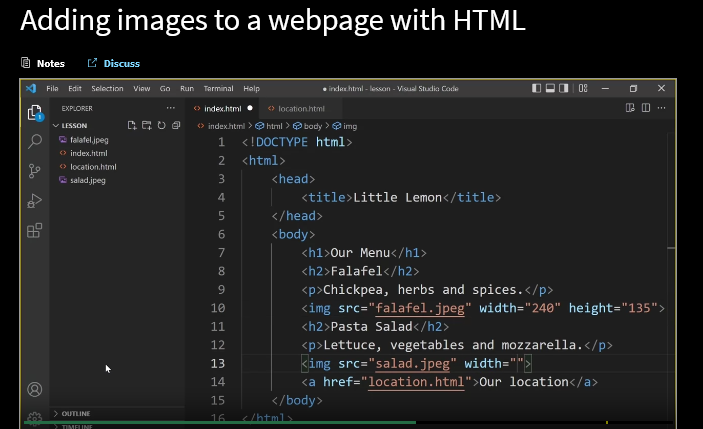 Adding images to a webpage with HTML
Notes Discuss
File Edit Selection View Go Run Terminal Help ● index.html - lesson - Visual Studio Code
EXPLORER ··· <> index.html ● <> location.html
LESSON <> index.html > html > body > img
falafel.jpeg
<> index.html
<> location.html
salad.jpeg
1 <!DOCTYPE html>
2 <html>
3 <head>
4 <title>Little Lemon</title>
5 </head>
6 <body>
7 <h1>Our Menu</h1>
8 <h2>Falafel</h2>
9 <p>Chickpea, herbs and spices.</p>
10 <img src="falafel.jpeg" width="240" height="135">
11 <h2>Pasta Salad</h2>
12 <p>Lettuce, vegetables and mozzarella.</p>
13 <img src="salad.jpeg" width="">
14 <a href="location.html">Our location</a>
15 </body>
16 </html>
OUTLINE
TIMELINE